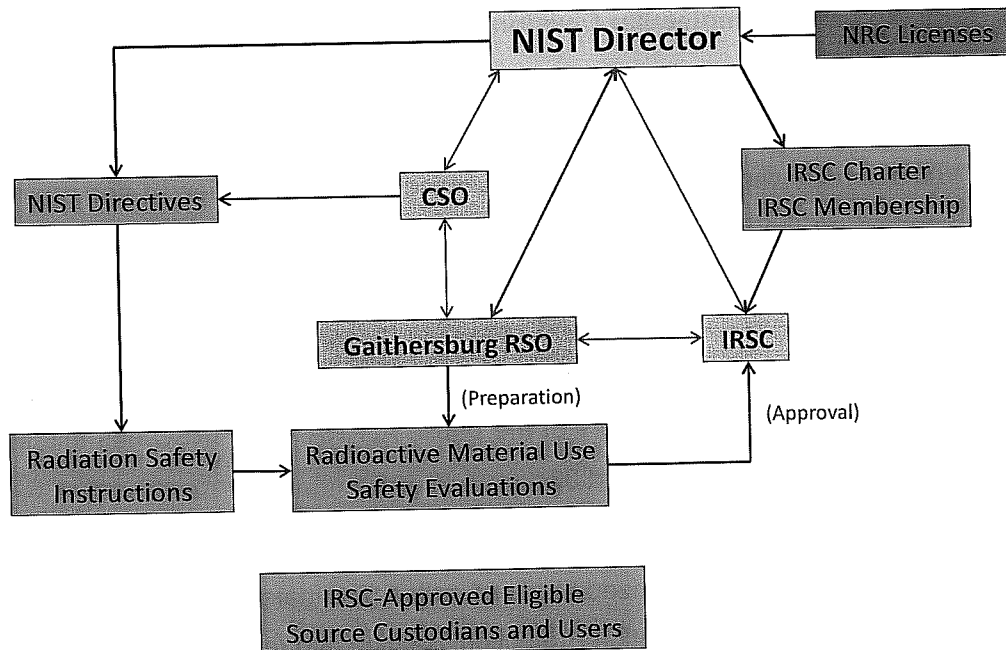 NIST Director
NRC Licenses
IRSC Charter
IRSC Membership
NIST Directives
CSO
Gaithersburg RSO
IRSC
(Preparation)
(Approval)
Radiation Safety
Instructions
Radioactive Material Use
Safety Evaluations
IRSC-Approved Eligible
Source Custodians and Users